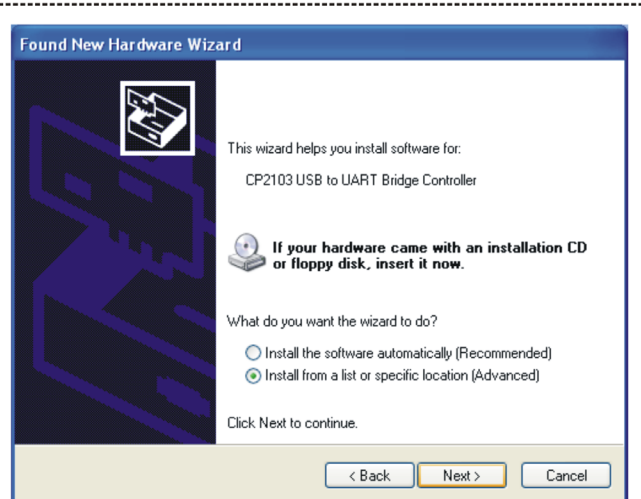 Found New Hardware Wizard
This wizard helps you install software for:
CP2103 USB to UART Bridge Controller
If your hardware came with an installation CD
or floppy disk, insert it now.
What do you want the wizard to do?
Install the software automatically (Recommended)
Install from a list or specific location (Advanced)
Click Next to continue.
< Back Next > Cancel